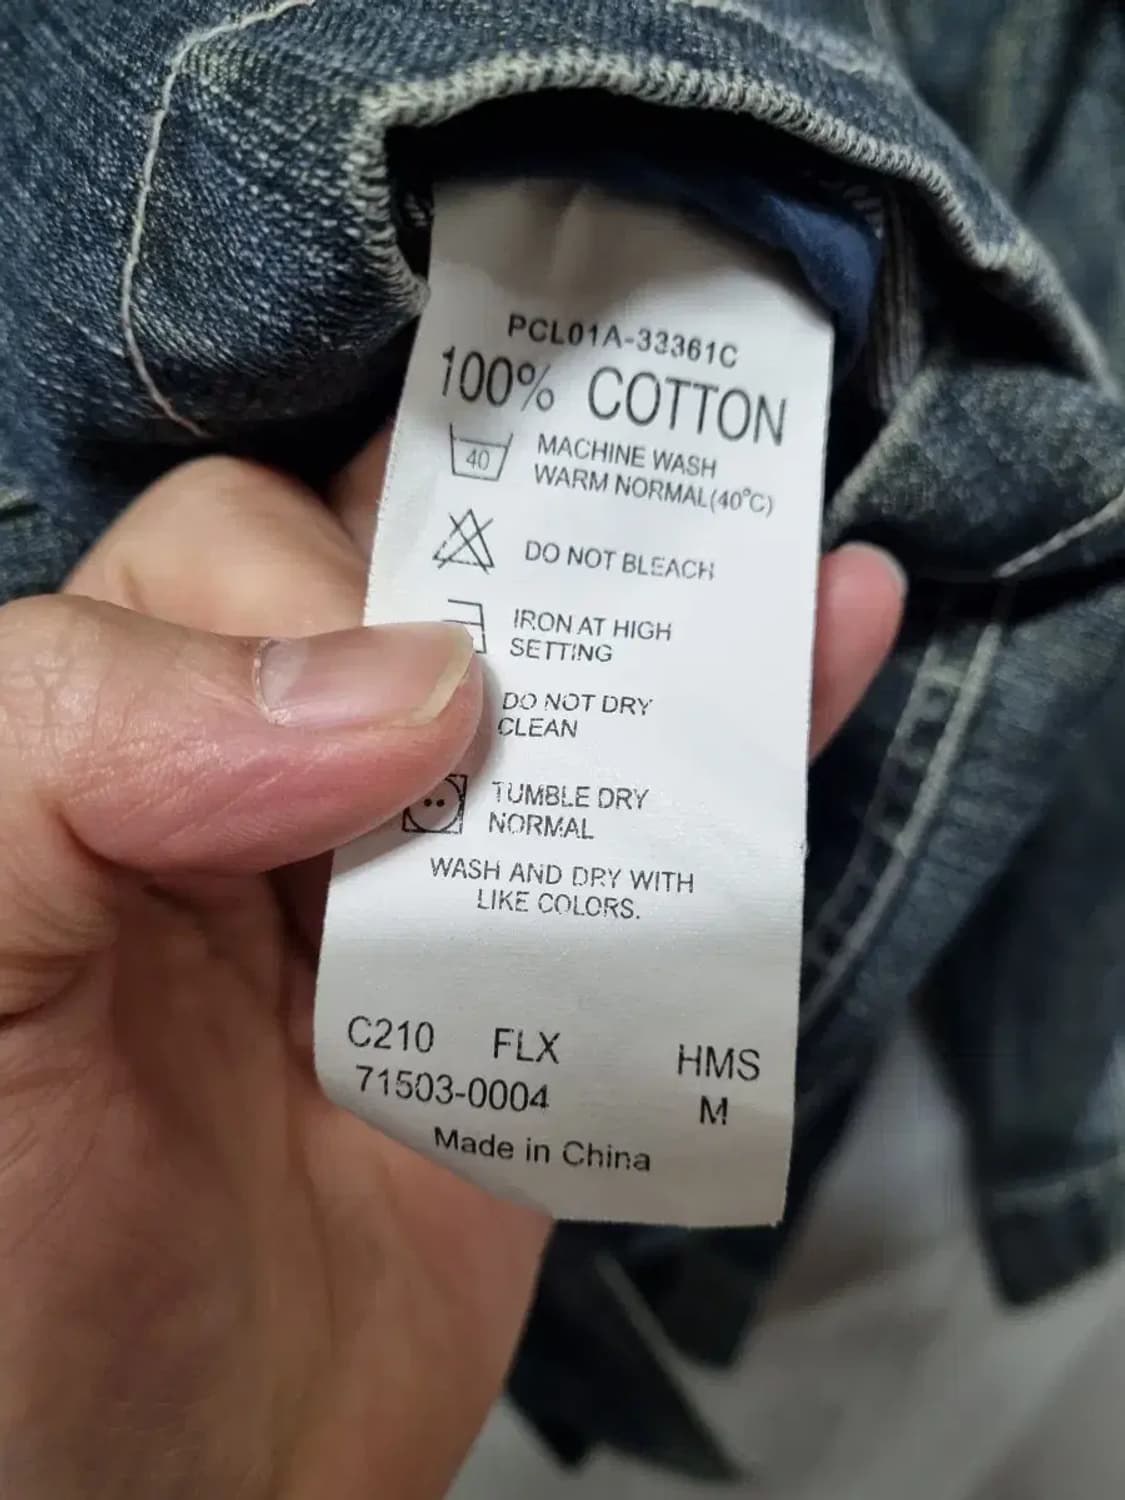 PCL01A-33361C
100% COTTON
40
MACHINE WASH
WARM NORMAL(40°C)
DO NOT BLEACH
IRON AT HIGH
SETTING
DO NOT DRY
CLEAN
TUMBLE DRY
NORMAL
WASH AND DRY WITH
LIKE COLORS.
C210 FLX HMS
71503-0004 M
Made in China